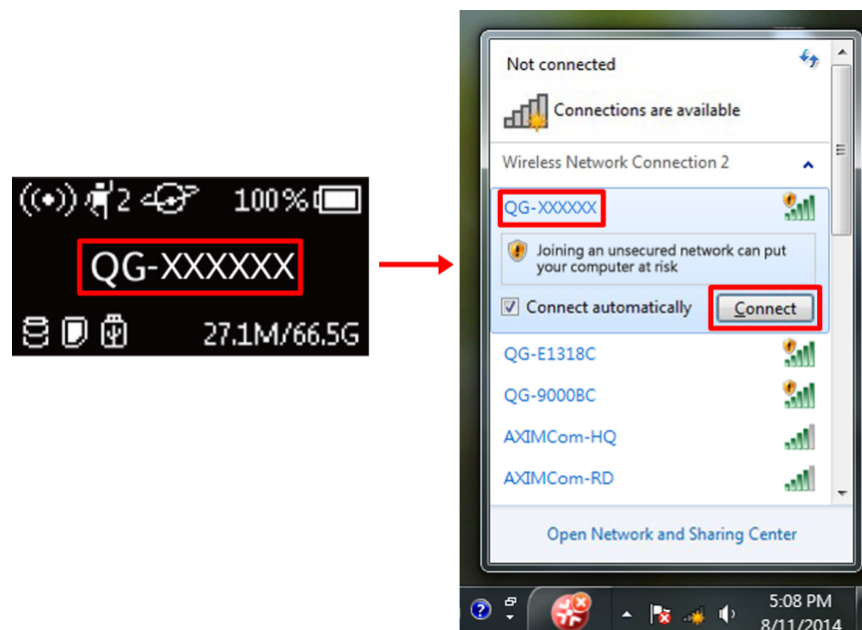 2 100%
QG-XXXXXX
27.1M/66.5G
Not connected
Connections are available
Wireless Network Connection 2
QG-XXXXXX
Joining an unsecured network can put
your computer at risk
Connect automatically
Connect
QG-E1318C
QG-9000BC
AXIMCom-HQ
AXIMCom-RD
Open Network and Sharing Center
5:08 PM
8/11/2014